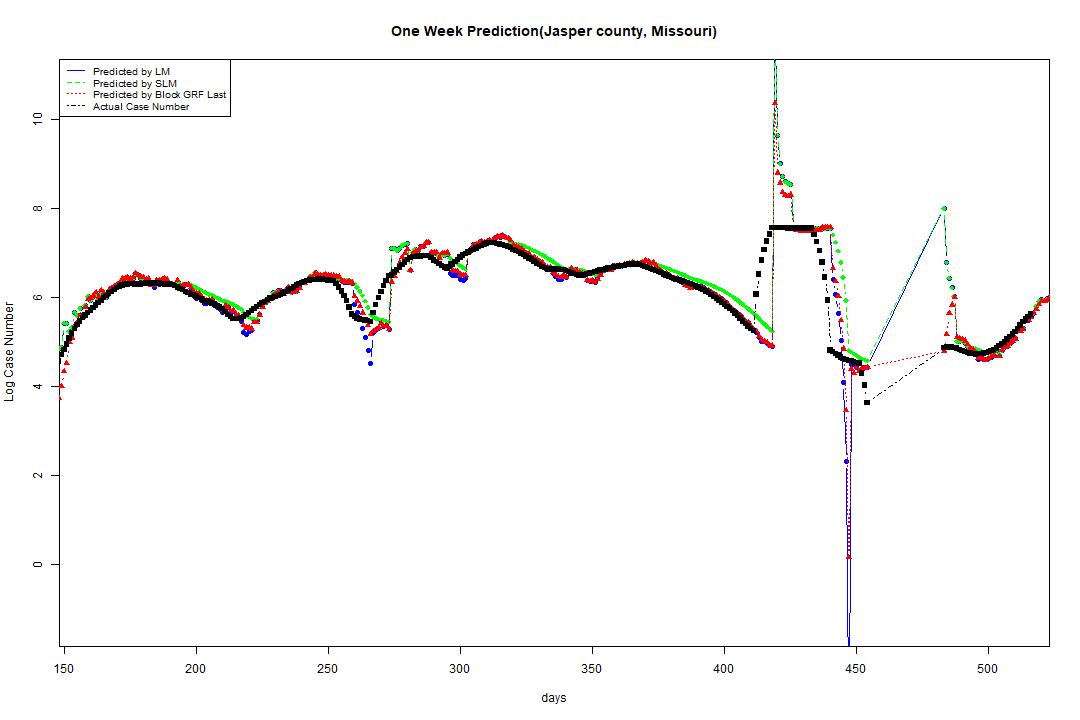 One Week Prediction(Jasper county, Missouri)
Predicted by LM
Predicted by SLM
Predicted by Block GRF Last
Actual Case Number
Log Case Number
10
8
6
4
2
0
150 200 250 300 350 400 450 500
days